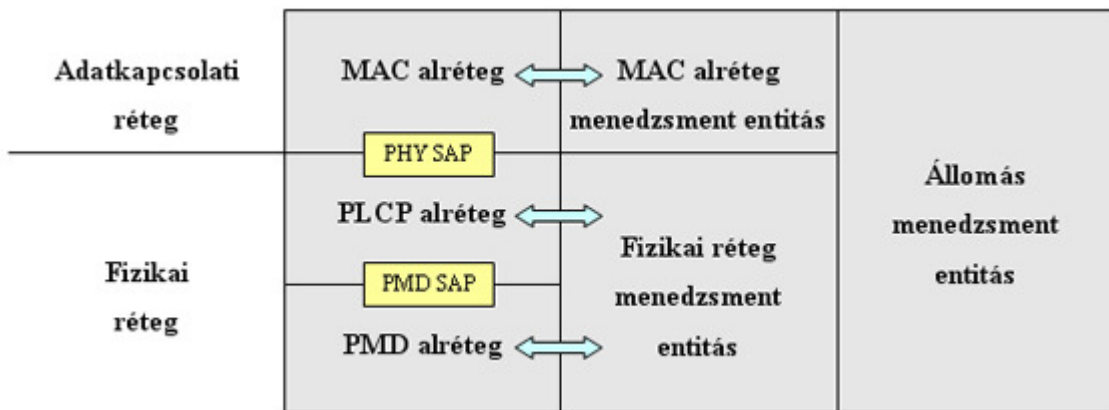 Adatkapcsolati
réteg
MAC alréteg
MAC alréteg
menedzsment entitás
PHY SAP
Állomás
menedzsment
entitás
PLCP alréteg
Fizikai
réteg
PMD SAP
Fizikai réteg
menedzsment
entitás
PMD alréteg